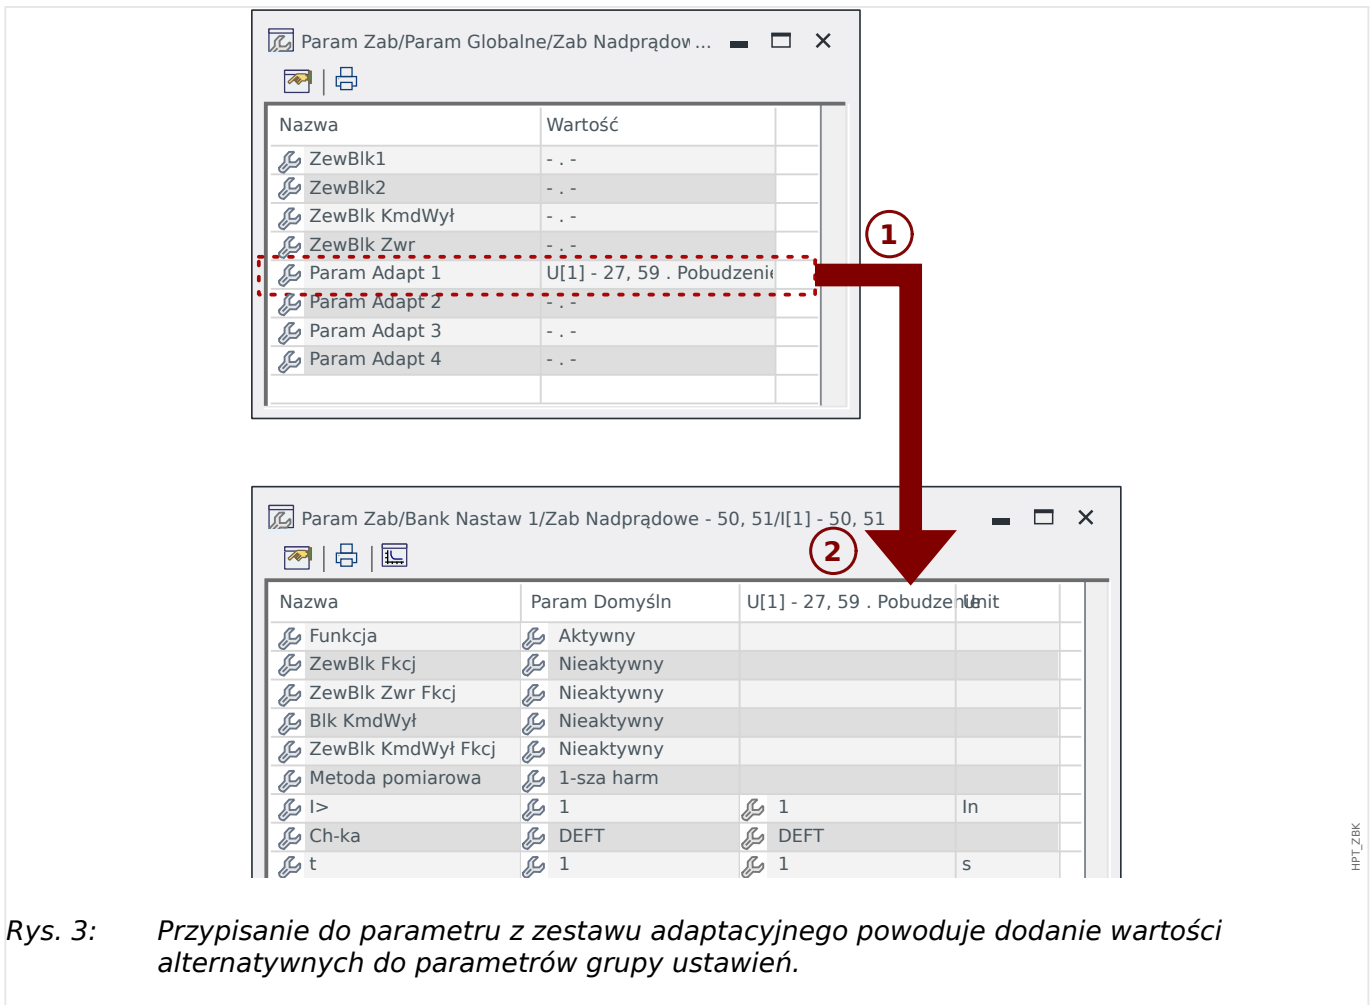 Param Zab/Param Globalne/Zab Nadprądow ...
Nazwa Wartość
ZewBlk1 - . -
ZewBlk2 - . -
ZewBlk KmdWył - . -
ZewBlk Zwr - . -
Param Adapt 1 U[1] - 27, 59 . Pobudzenie
Param Adapt 2 - . -
Param Adapt 3 - . -
Param Adapt 4 - . -
1
Param Zab/Bank Nastaw 1/Zab Nadprądowe - 50, 51/I[1] - 50, 51
2
Nazwa Param Domyśln U[1] - 27, 59 . Pobudzenie Unit
Funkcja Aktywny
ZewBlk Fkcj Nieaktywny
ZewBlk Zwr Fkcj Nieaktywny
Blk KmdWył Nieaktywny
ZewBlk KmdWył Fkcj Nieaktywny
Metoda pomiarowa 1-sza harm
I> 1 1 In
Ch-ka DEFT DEFT
t 1 1 s
HPT_ZBK
Rys. 3: Przypisanie do parametru z zestawu adaptacyjnego powoduje dodanie wartości
alternatywnych do parametrów grupy ustawień.